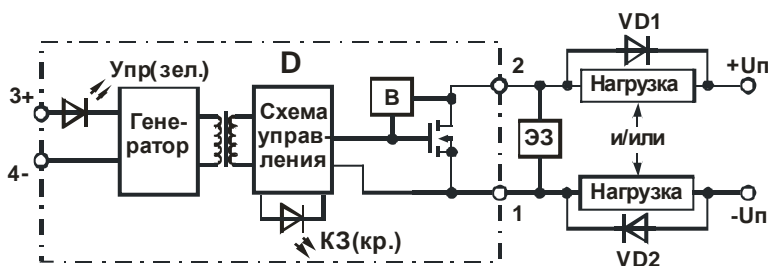 VD1
D
Упр(зел.)
2
+Uп
3+
В
Нагрузка
Гене-
ратор
Схема
управ-
ления
ЭЗ
и/или
4-
1
Нагрузка
-Uп
КЗ(кр.)
VD2